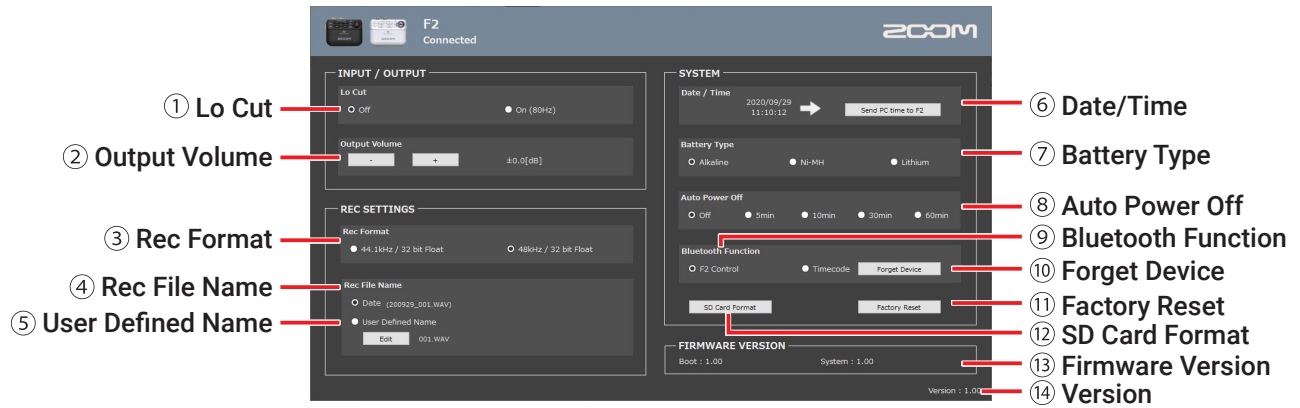 F2
Connected
ZOOM
INPUT / OUTPUT
Lo Cut
Off
On (80Hz)
Output Volume
-
+
±0.0[dB]
REC SETTINGS
Rec Format
44.1kHz / 32 bit Float
48kHz / 32 bit Float
Rec File Name
Date (200929_001.WAV)
User Defined Name
Edit
001.WAV
SYSTEM
Date / Time
2020/09/29
11:10:12
Send PC time to F2
Battery Type
Alkaline
Ni-MH
Lithium
Auto Power Off
Off
5min
10min
30min
60min
Bluetooth Function
F2 Control
Timecode
Forget Device
SD Card Format
Factory Reset
FIRMWARE VERSION
Boot : 1.00
System : 1.00
Version : 1.00
① Lo Cut
② Output Volume
③ Rec Format
④ Rec File Name
⑤ User Defined Name
⑥ Date/Time
⑦ Battery Type
⑧ Auto Power Off
⑨ Bluetooth Function
⑩ Forget Device
⑪ Factory Reset
⑫ SD Card Format
⑬ Firmware Version
⑭ Version